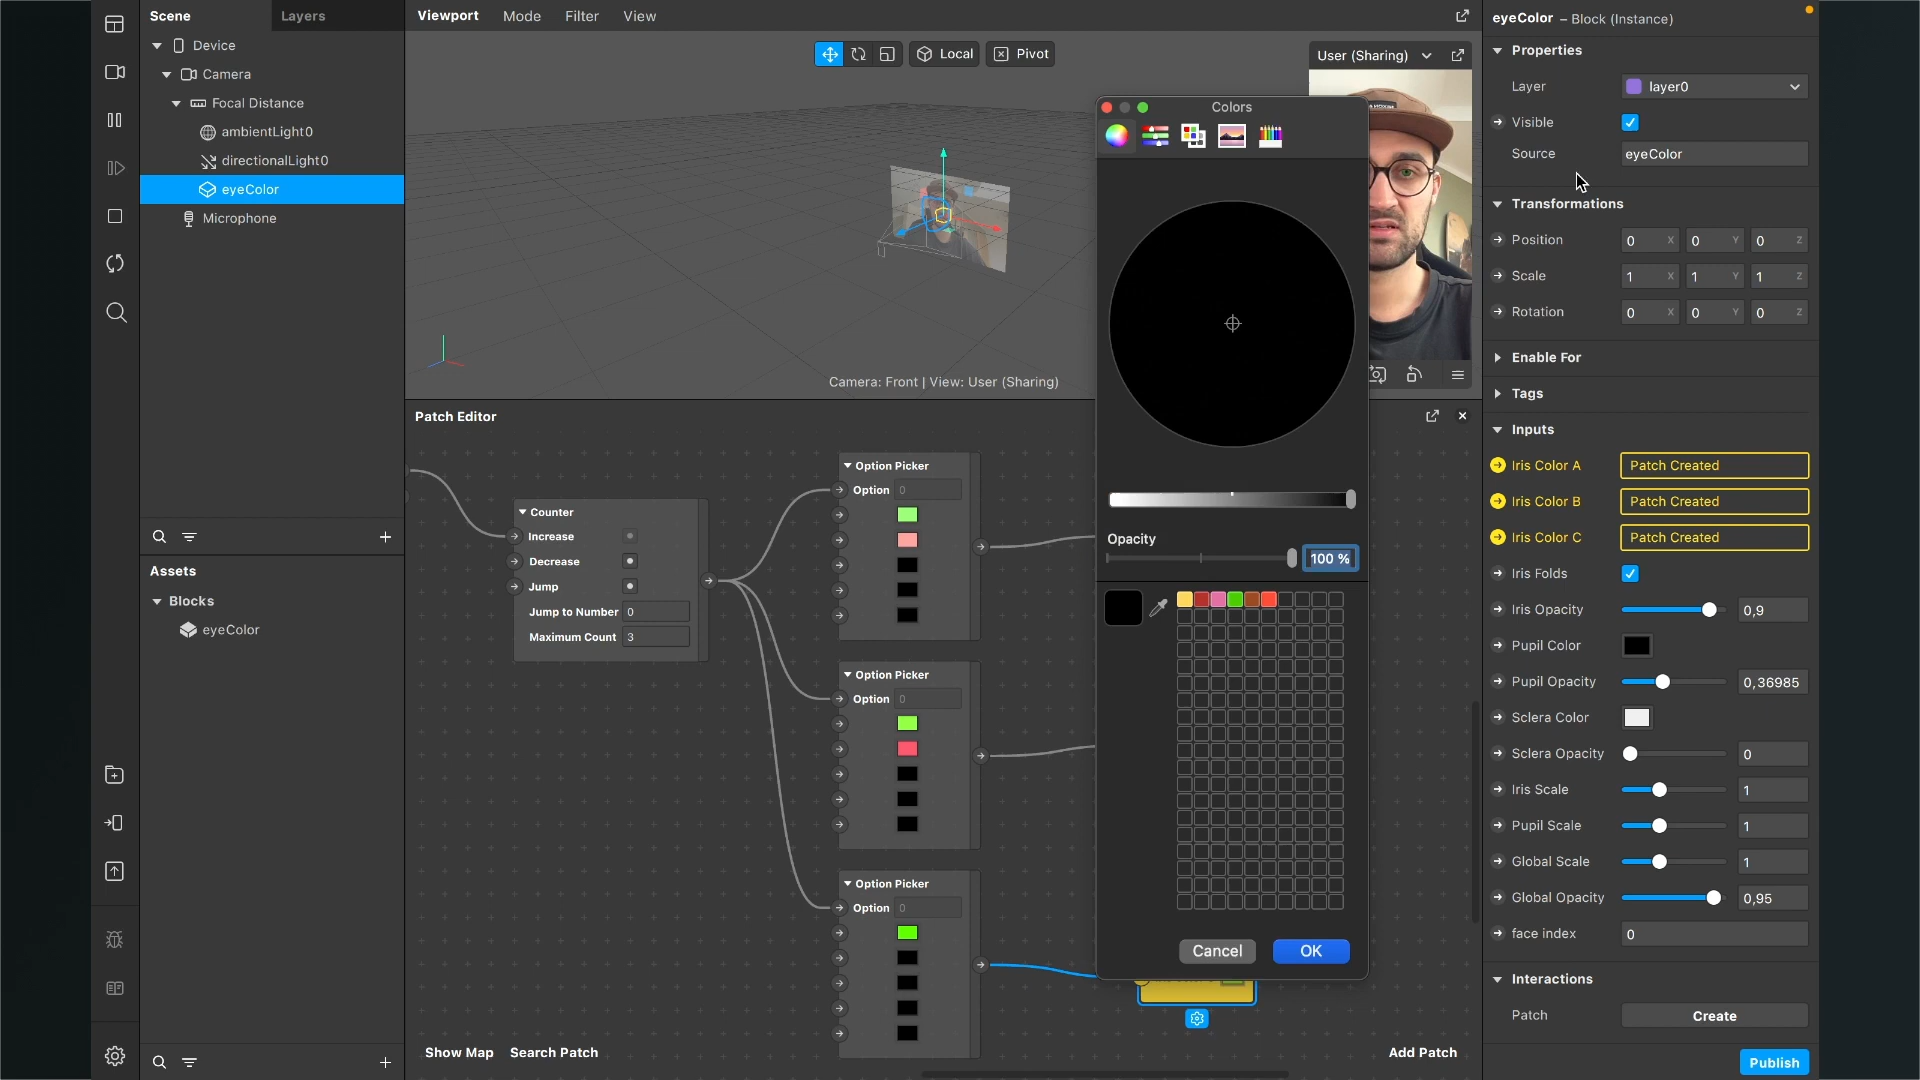 Scene
Layers
Device
Camera
Focal Distance
ambientLight0
directionalLight0
eyeColor
Microphone
Assets
Blocks
eyeColor
Viewport Mode Filter View
Local Pivot
User (Sharing)
Camera: Front | View: User (Sharing)
Patch Editor
Counter
Increase
Decrease
Jump
Jump to Number 0
Maximum Count 3
Option Picker
Option 0
Option Picker
Option 0
Option Picker
Option 0
Show Map Search Patch
Add Patch
Colors
Opacity
100 %
Cancel OK
eyeColor – Block (Instance)
Properties
Layer layer0
Visible
Source eyeColor
Transformations
Position 0 X 0 Y 0 Z
Scale 1 X 1 Y 1 Z
Rotation 0 X 0 Y 0 Z
Enable For
Tags
Inputs
Iris Color A Patch Created
Iris Color B Patch Created
Iris Color C Patch Created
Iris Folds
Iris Opacity 0,9
Pupil Color
Pupil Opacity 0,36985
Sclera Color
Sclera Opacity 0
Iris Scale 1
Pupil Scale 1
Global Scale 1
Global Opacity 0,95
face index 0
Interactions
Patch Create
Publish